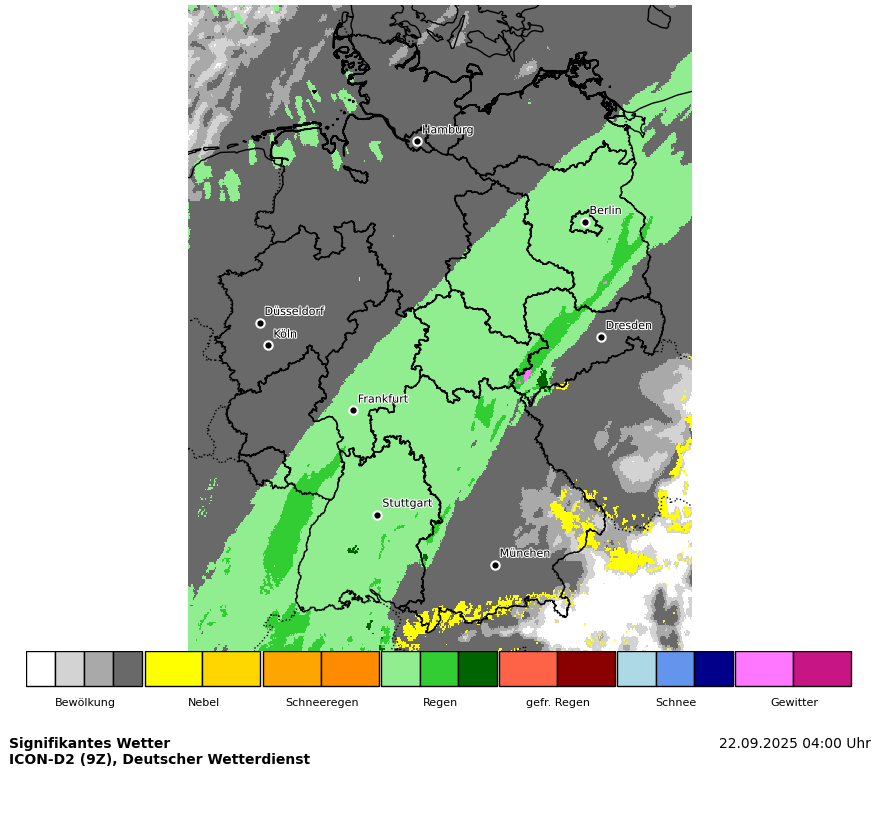 Hamburg
Berlin
Düsseldorf
Köln
Dresden
Frankfurt
Stuttgart
München
Bewölkung Nebel Schneeregen Regen gefr. Regen Schnee Gewitter
Signifikantes Wetter 22.09.2025 04:00 Uhr
ICON-D2 (9Z), Deutscher Wetterdienst